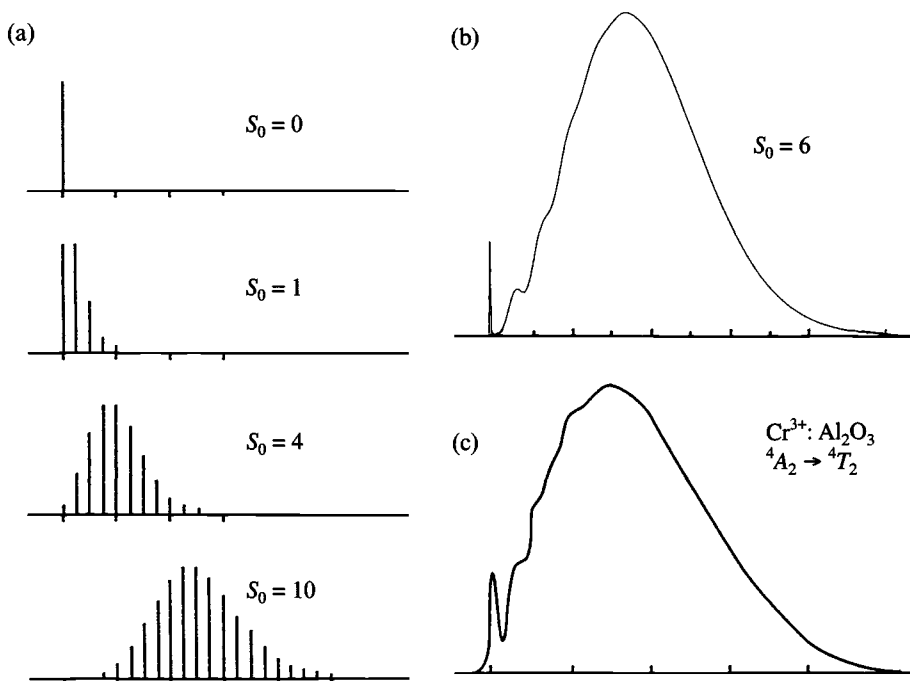 (a)
S₀ = 0
S₀ = 1
S₀ = 4
S₀ = 10
(b)
S₀ = 6
(c)
Cr³⁺: Al₂O₃
⁴A₂ → ⁴T₂